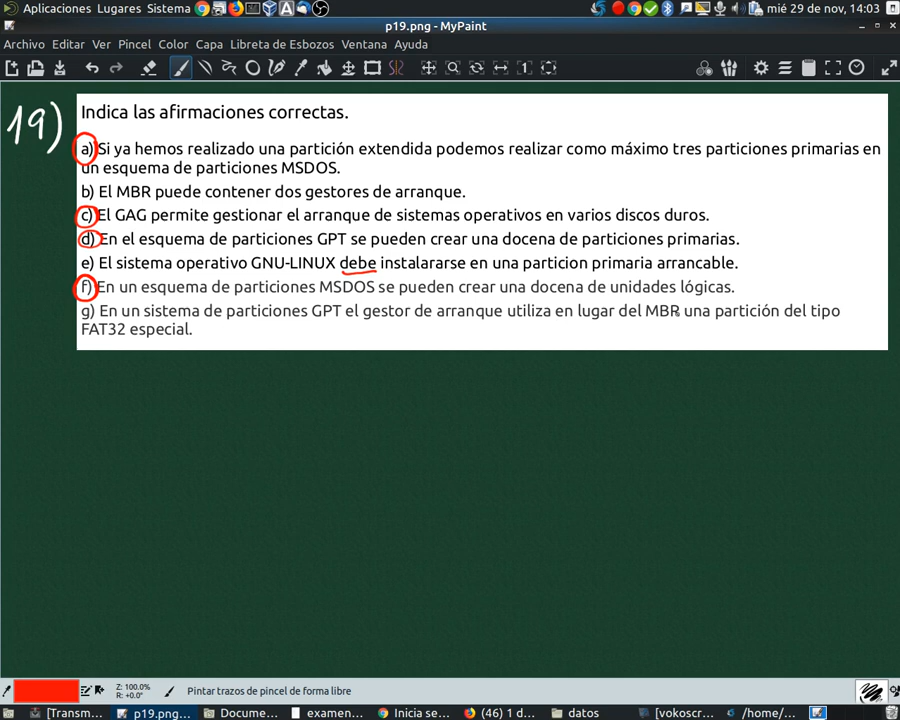 Aplicaciones Lugares Sistema mié 29 de nov, 14:03
p19.png - MyPaint
Archivo Editar Ver Pincel Color Capa Libreta de Esbozos Ventana Ayuda
19)
Indica las afirmaciones correctas.
a) Si ya hemos realizado una partición extendida podemos realizar como máximo tres particiones primarias en
un esquema de particiones MSDOS.
b) El MBR puede contener dos gestores de arranque.
c) El GAG permite gestionar el arranque de sistemas operativos en varios discos duros.
d) En el esquema de particiones GPT se pueden crear una docena de particiones primarias.
e) El sistema operativo GNU-LINUX debe instalararse en una particion primaria arrancable.
f) En un esquema de particiones MSDOS se pueden crear una docena de unidades lógicas.
g) En un sistema de particiones GPT el gestor de arranque utiliza en lugar del MBR una partición del tipo
FAT32 especial.
Z: 100.0%
R: +0.0°
Pintar trazos de pincel de forma libre
[Transm... p19.png... Docume... examen... Inicia se... (46) 1 d... datos [vokoscr... /home/...